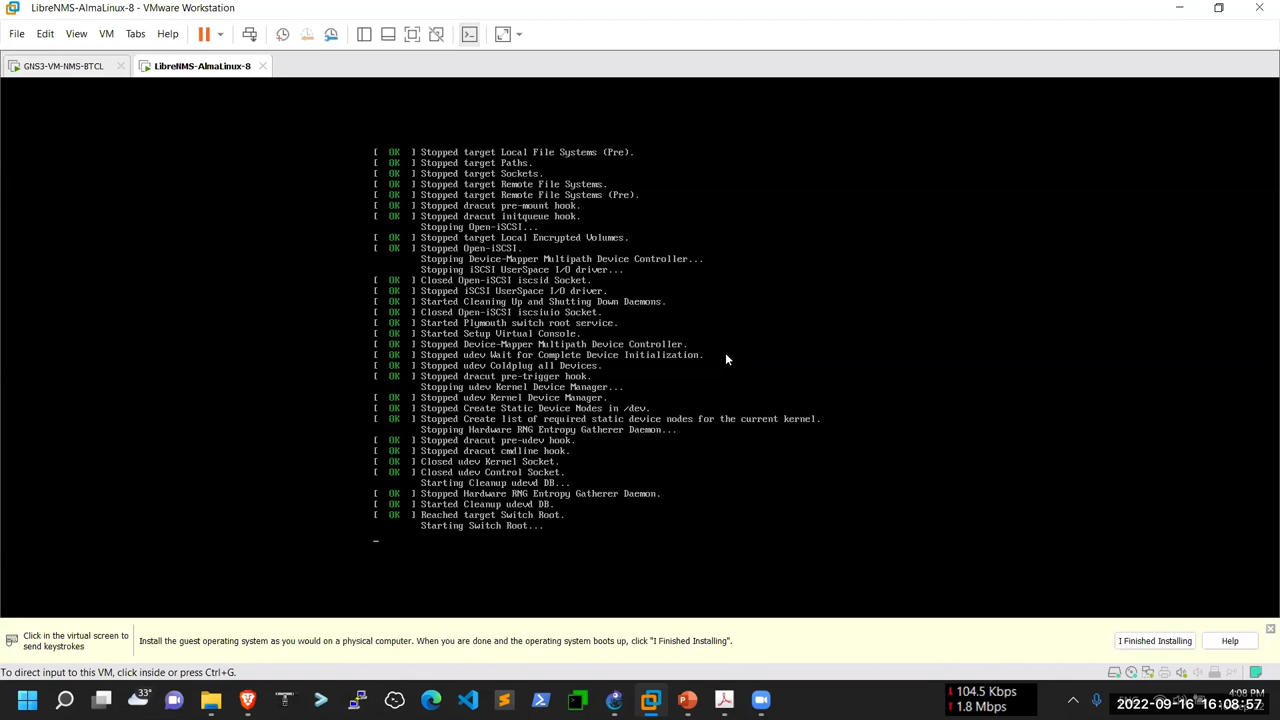 LibreNMS-AlmaLinux-8 - VMware Workstation
File Edit View VM Tabs Help
GNS3-VM-NMS-BTCL LibreNMS-AlmaLinux-8
[ OK ] Stopped target Local File Systems (Pre).
[ OK ] Stopped target Paths.
[ OK ] Stopped target Sockets.
[ OK ] Stopped target Remote File Systems.
[ OK ] Stopped target Remote File Systems (Pre).
[ OK ] Stopped dracut pre-mount hook.
[ OK ] Stopped dracut initqueue hook.
Stopping Open-iSCSI...
[ OK ] Stopped target Local Encrypted Volumes.
[ OK ] Stopped Open-iSCSI.
Stopping Device-Mapper Multipath Device Controller...
Stopping iSCSI UserSpace I/O driver...
[ OK ] Closed Open-iSCSI iscsid Socket.
[ OK ] Stopped iSCSI UserSpace I/O driver.
[ OK ] Started Cleaning Up and Shutting Down Daemons.
[ OK ] Closed Open-iSCSI iscsiuio Socket.
[ OK ] Started Plymouth switch root service.
[ OK ] Started Setup Virtual Console.
[ OK ] Stopped Device-Mapper Multipath Device Controller.
[ OK ] Stopped udev Wait for Complete Device Initialization.
[ OK ] Stopped udev Coldplug all Devices.
[ OK ] Stopped dracut pre-trigger hook.
Stopping udev Kernel Device Manager...
[ OK ] Stopped udev Kernel Device Manager.
[ OK ] Stopped Create Static Device Nodes in /dev.
[ OK ] Stopped Create list of required static device nodes for the current kernel.
Stopping Hardware RNG Entropy Gatherer Daemon...
[ OK ] Stopped dracut pre-udev hook.
[ OK ] Stopped dracut cmdline hook.
[ OK ] Closed udev Kernel Socket.
[ OK ] Closed udev Control Socket.
Starting Cleanup udevd DB...
[ OK ] Stopped Hardware RNG Entropy Gatherer Daemon.
[ OK ] Started Cleanup udevd DB.
[ OK ] Reached target Switch Root.
Starting Switch Root...
Click in the virtual screen to
send keystrokes
Install the guest operating system as you would on a physical computer. When you are done and the operating system boots up, click "I Finished Installing".
I Finished Installing Help
To direct input to this VM, click inside or press Ctrl+G.
33°
104.5 Kbps
1.8 Mbps
4:08 PM
2022-09-16 16:08:57